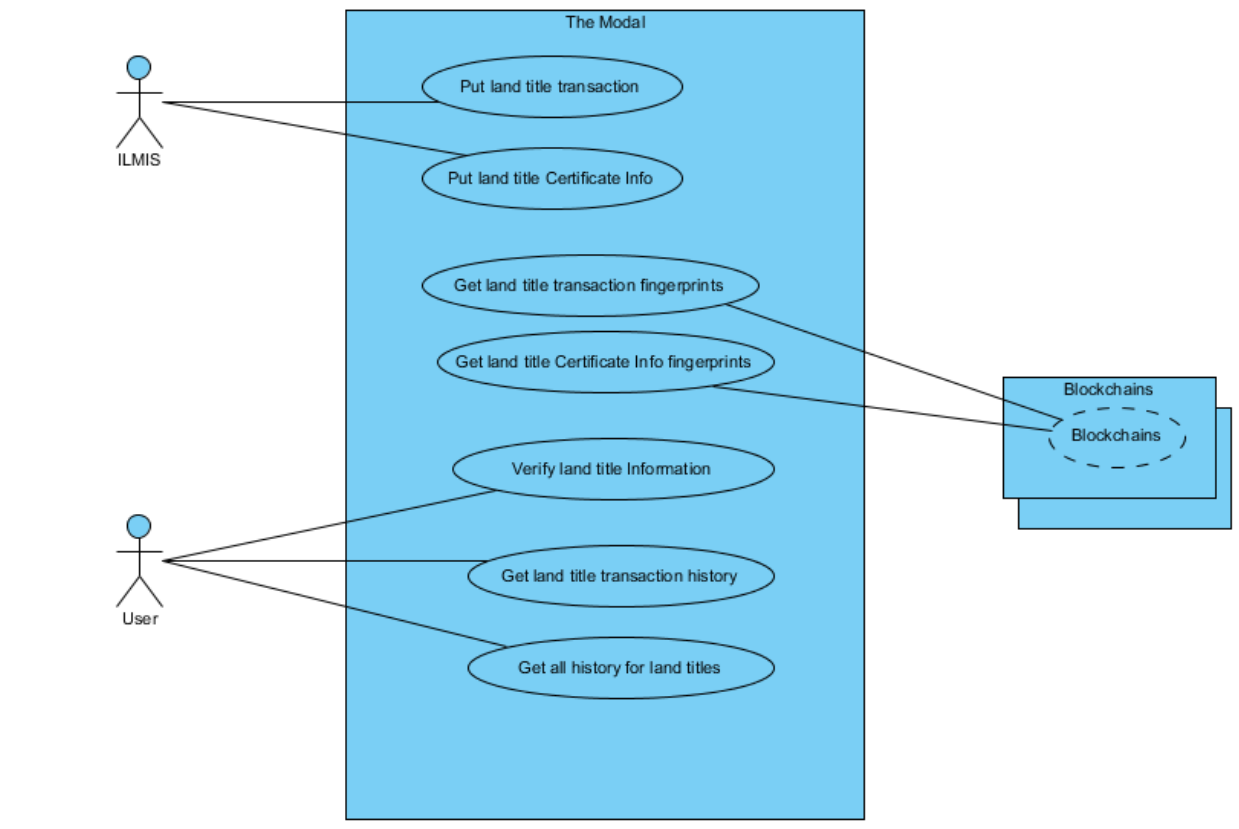 The Modal
Put land title transaction
ILMIS
Put land title Certificate Info
Get land title transaction fingerprints
Get land title Certificate Info fingerprints
Blockchains
Blockchains
Verify land title Information
Get land title transaction history
User
Get all history for land titles